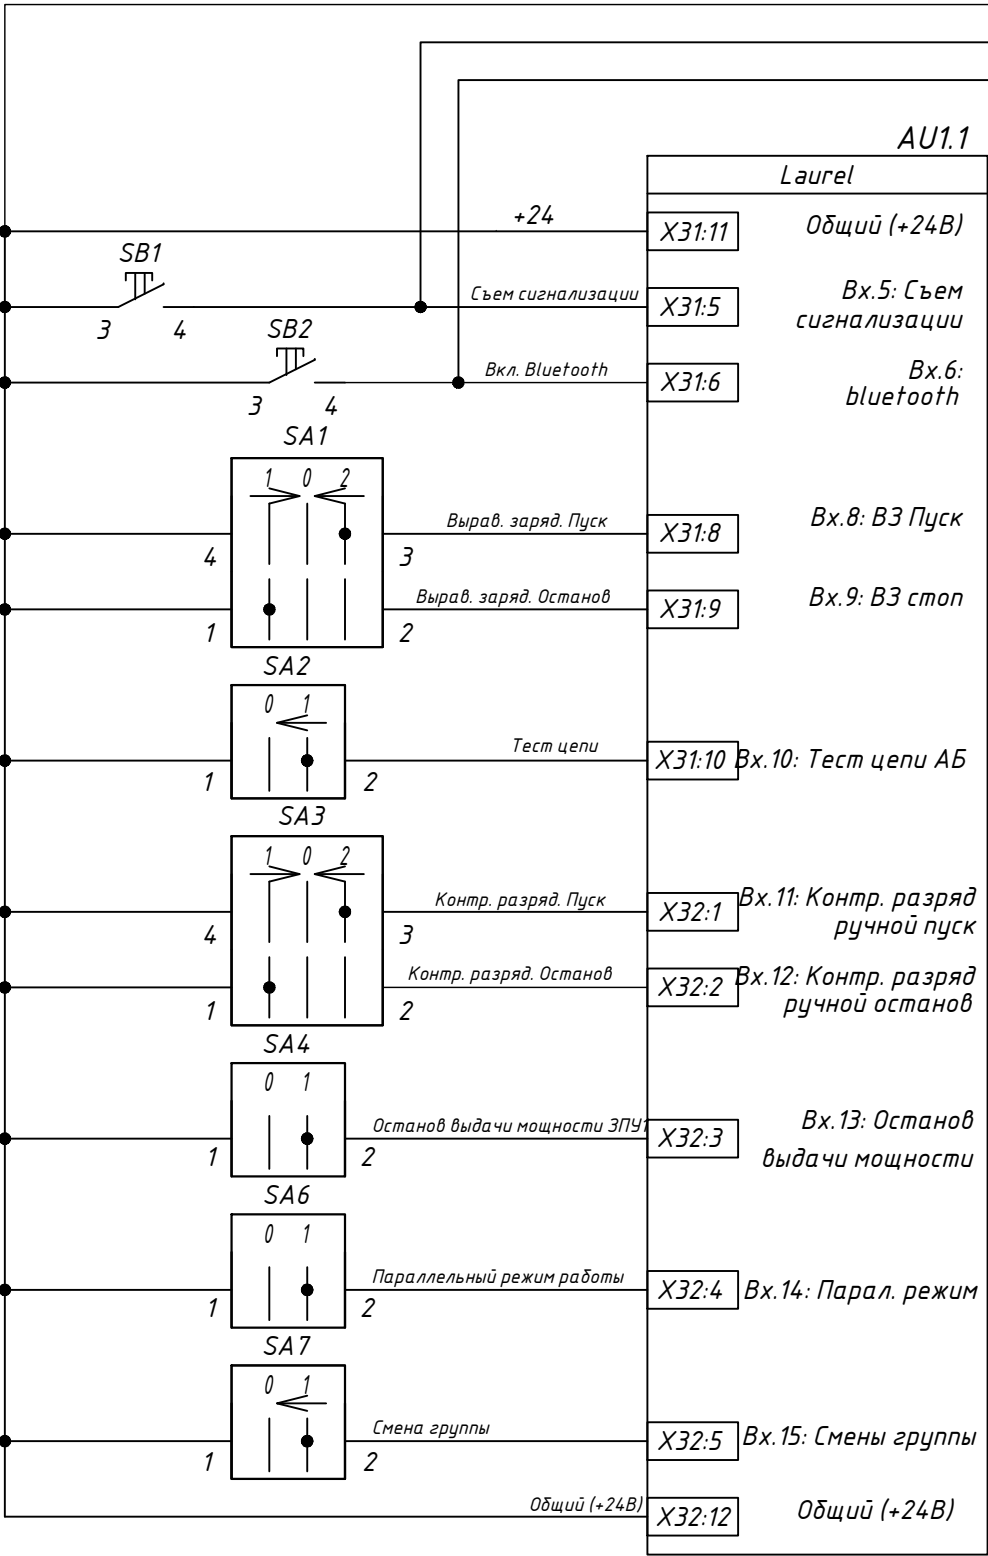 AU1.1
Laurel
+24
X31:11
Общий (+24В)
SB1
3
4
Съем сигнализации
X31:5
Вх.5: Съем
сигнализации
SB2
3
4
Вкл. Bluetooth
X31:6
Вх.6:
bluetooth
SA1
1 0 2
4
3
Вырав. заряд. Пуск
X31:8
Вх.8: ВЗ Пуск
1
2
Вырав. заряд. Останов
X31:9
Вх.9: ВЗ стоп
SA2
0 1
1
2
Тест цепи
X31:10
Вх.10: Тест цепи АБ
SA3
1 0 2
4
3
Контр. разряд. Пуск
X32:1
Вх.11: Контр. разряд
ручной пуск
1
2
Контр. разряд. Останов
X32:2
Вх.12: Контр. разряд
ручной останов
SA4
0 1
1
2
Останов выдачи мощности ЗПУ1
X32:3
Вх.13: Останов
выдачи мощности
SA6
0 1
1
2
Параллельный режим работы
X32:4
Вх.14: Парал. режим
SA7
0 1
1
2
Смена группы
X32:5
Вх.15: Смены группы
Общий (+24В)
X32:12
Общий (+24В)